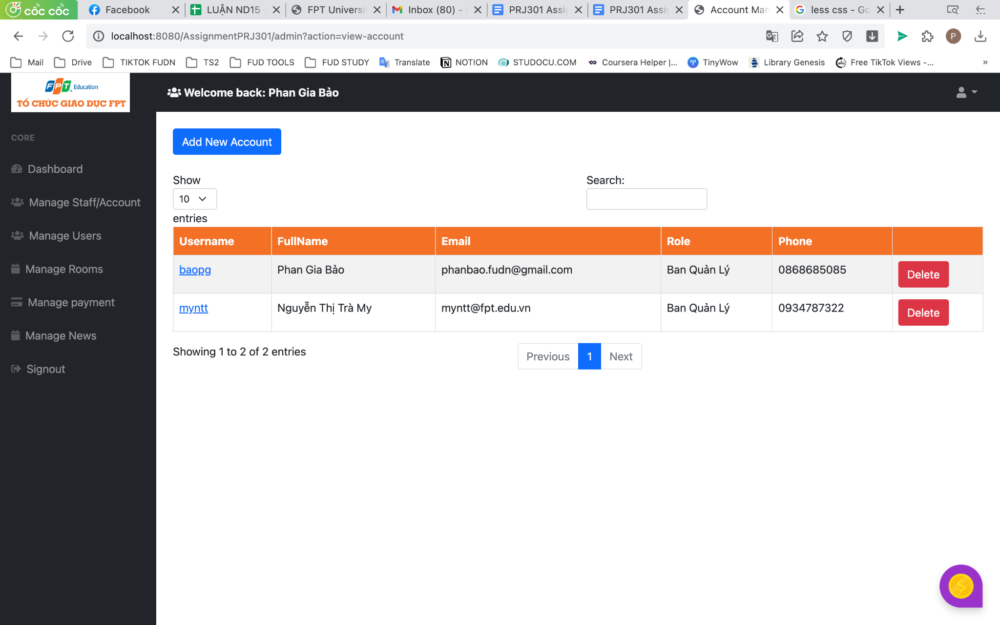 cốc cốc
Facebook
LUẬN ND15 -
FPT Universi
Inbox (80) -
PRJ301 Assig
PRJ301 Assig
Account Man
less css - Go
localhost:8080/AssignmentPRJ301/admin?action=view-account
P
Mail
Drive
TIKTOK FUDN
TS2
FUD TOOLS
FUD STUDY
Translate
NOTION
STUDOCU.COM
Coursera Helper |...
TinyWow
Library Genesis
Free TikTok Views -...
»
FPT Education
TỔ CHỨC GIÁO DỤC FPT
Welcome back: Phan Gia Bảo
CORE
Dashboard
Manage Staff/Account
Manage Users
Manage Rooms
Manage payment
Manage News
Signout
Add New Account
Show
10
entries
Search:
Username FullName Email Role Phone
baopg Phan Gia Bảo phanbao.fudn@gmail.com Ban Quản Lý 0868685085 Delete
myntt Nguyễn Thị Trà My myntt@fpt.edu.vn Ban Quản Lý 0934787322 Delete
Showing 1 to 2 of 2 entries
Previous 1 Next